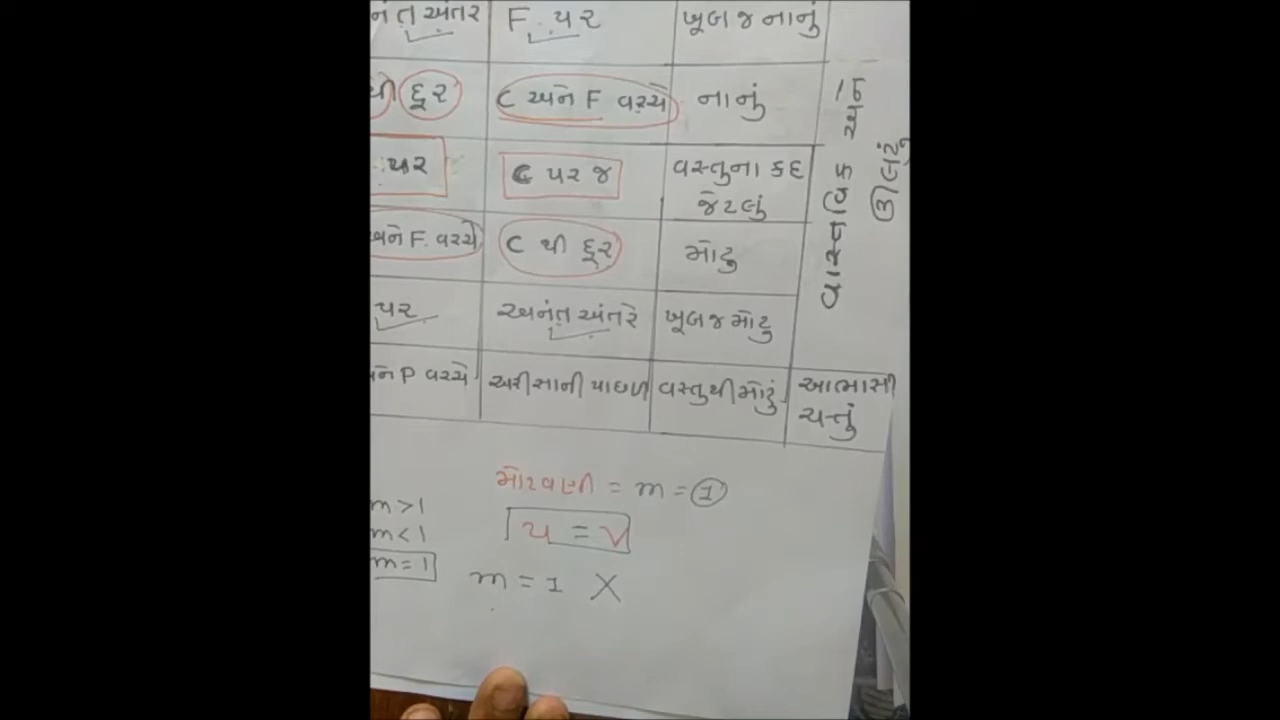 અનંત અંતર F પર ખૂબ જ નાનું
થી દૂર C અને F વચ્ચે નાનું
પર C પર જ વસ્તુના કદ જેટલું
અને F વચ્ચે C થી દૂર મોટુ
પર અનંત અંતરે ખૂબ જ મોટુ
વાસ્તવિક અને ઊલટું
અને P વચ્ચે અરીસાની પાછળ વસ્તુથી મોટું આભાસી ચત્તું
મોટવણી = m = 1
m > 1
m < 1
m = 1
u = v
m = 1 X